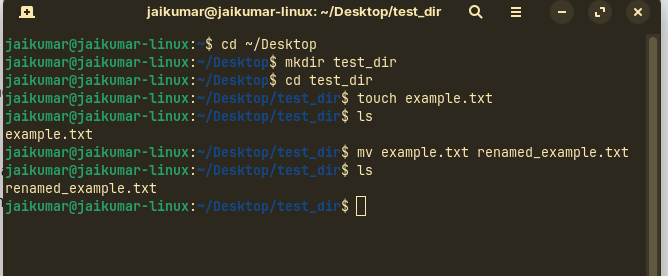 jaikumar@jaikumar-linux: ~/Desktop/test_dir
jaikumar@jaikumar-linux:~$ cd ~/Desktop
jaikumar@jaikumar-linux:~/Desktop$ mkdir test_dir
jaikumar@jaikumar-linux:~/Desktop$ cd test_dir
jaikumar@jaikumar-linux:~/Desktop/test_dir$ touch example.txt
jaikumar@jaikumar-linux:~/Desktop/test_dir$ ls
example.txt
jaikumar@jaikumar-linux:~/Desktop/test_dir$ mv example.txt renamed_example.txt
jaikumar@jaikumar-linux:~/Desktop/test_dir$ ls
renamed_example.txt
jaikumar@jaikumar-linux:~/Desktop/test_dir$